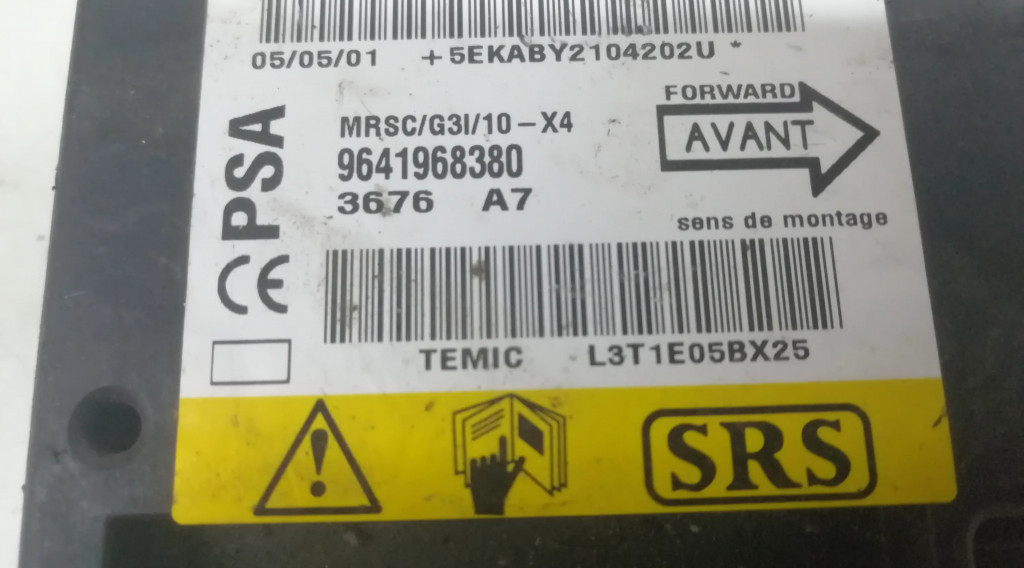 05/05/01 +5EKABY2104202U *
FORWARD
AVANT
MRSC/G3I/10-X4
9641968380
3676 A7
PSA
sens de montage
CE
TEMIC L3T1E05BX25
SRS